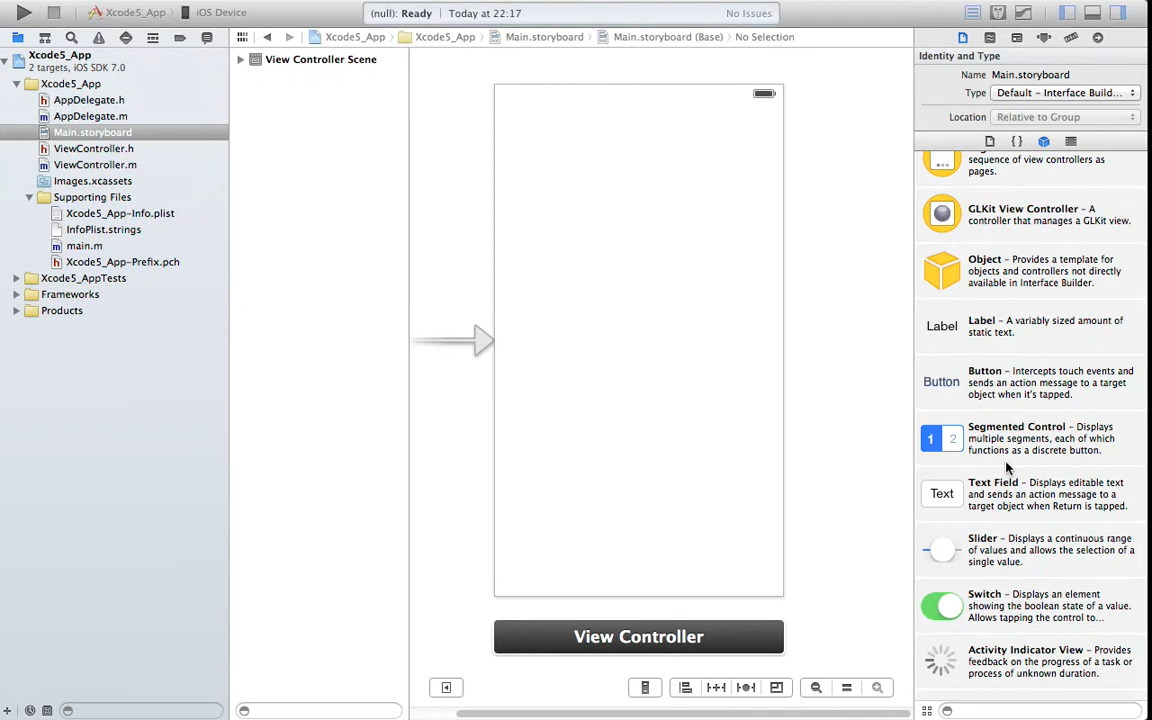 Xcode5_App
iOS Device
(null): Ready
Today at 22:17
No Issues
Xcode5_App
Xcode5_App
Main.storyboard
Main.storyboard (Base)
No Selection
Xcode5_App
2 targets, iOS SDK 7.0
Xcode5_App
AppDelegate.h
AppDelegate.m
Main.storyboard
ViewController.h
ViewController.m
Images.xcassets
Supporting Files
Xcode5_App-Info.plist
InfoPlist.strings
main.m
Xcode5_App-Prefix.pch
Xcode5_AppTests
Frameworks
Products
View Controller Scene
View Controller
Identity and Type
Name Main.storyboard
Type Default - Interface Build...
Location Relative to Group
sequence of view controllers as
pages.
GLKit View Controller - A
controller that manages a GLKit view.
Object - Provides a template for
objects and controllers not directly
available in Interface Builder.
Label
Label - A variably sized amount of
static text.
Button
Button - Intercepts touch events and
sends an action message to a target
object when it's tapped.
1 2
Segmented Control - Displays
multiple segments, each of which
functions as a discrete button.
Text
Text Field - Displays editable text
and sends an action message to a
target object when Return is tapped.
Slider - Displays a continuous range
of values and allows the selection of a
single value.
Switch - Displays an element
showing the boolean state of a value.
Allows tapping the control to...
Activity Indicator View - Provides
feedback on the progress of a task or
process of unknown duration.